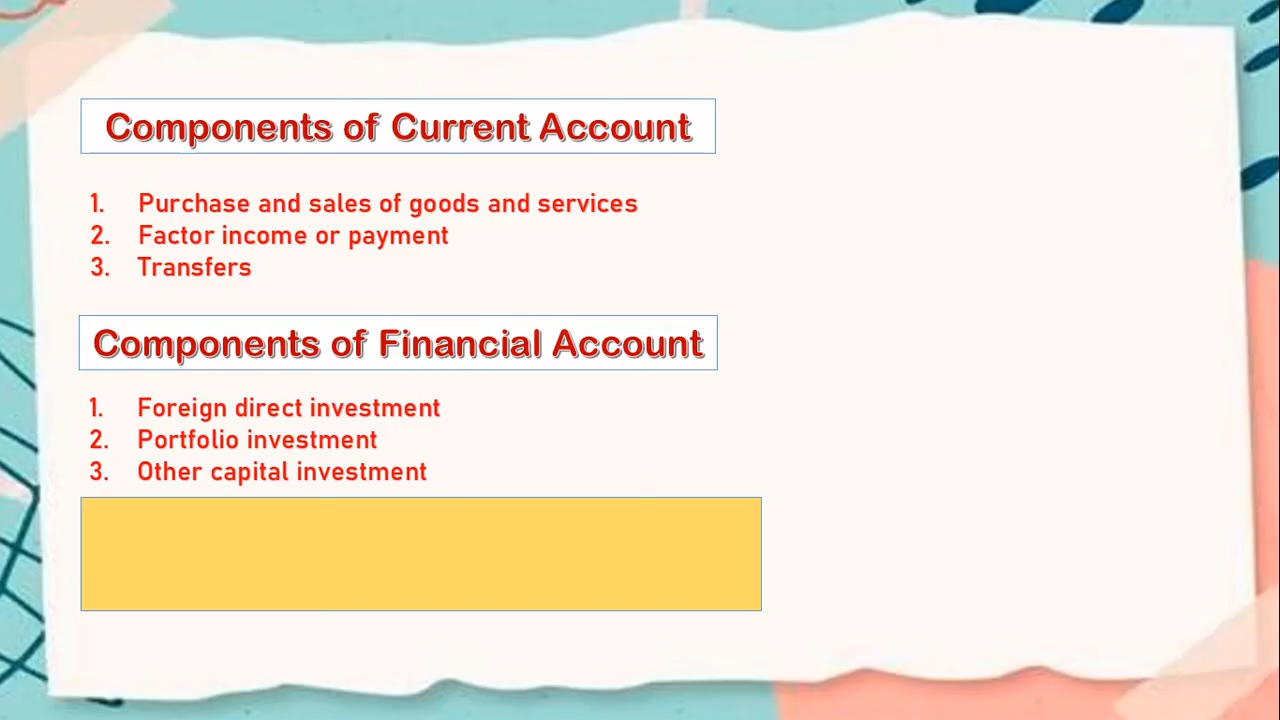 Components of Current Account
1. Purchase and sales of goods and services
2. Factor income or payment
3. Transfers
Components of Financial Account
1. Foreign direct investment
2. Portfolio investment
3. Other capital investment